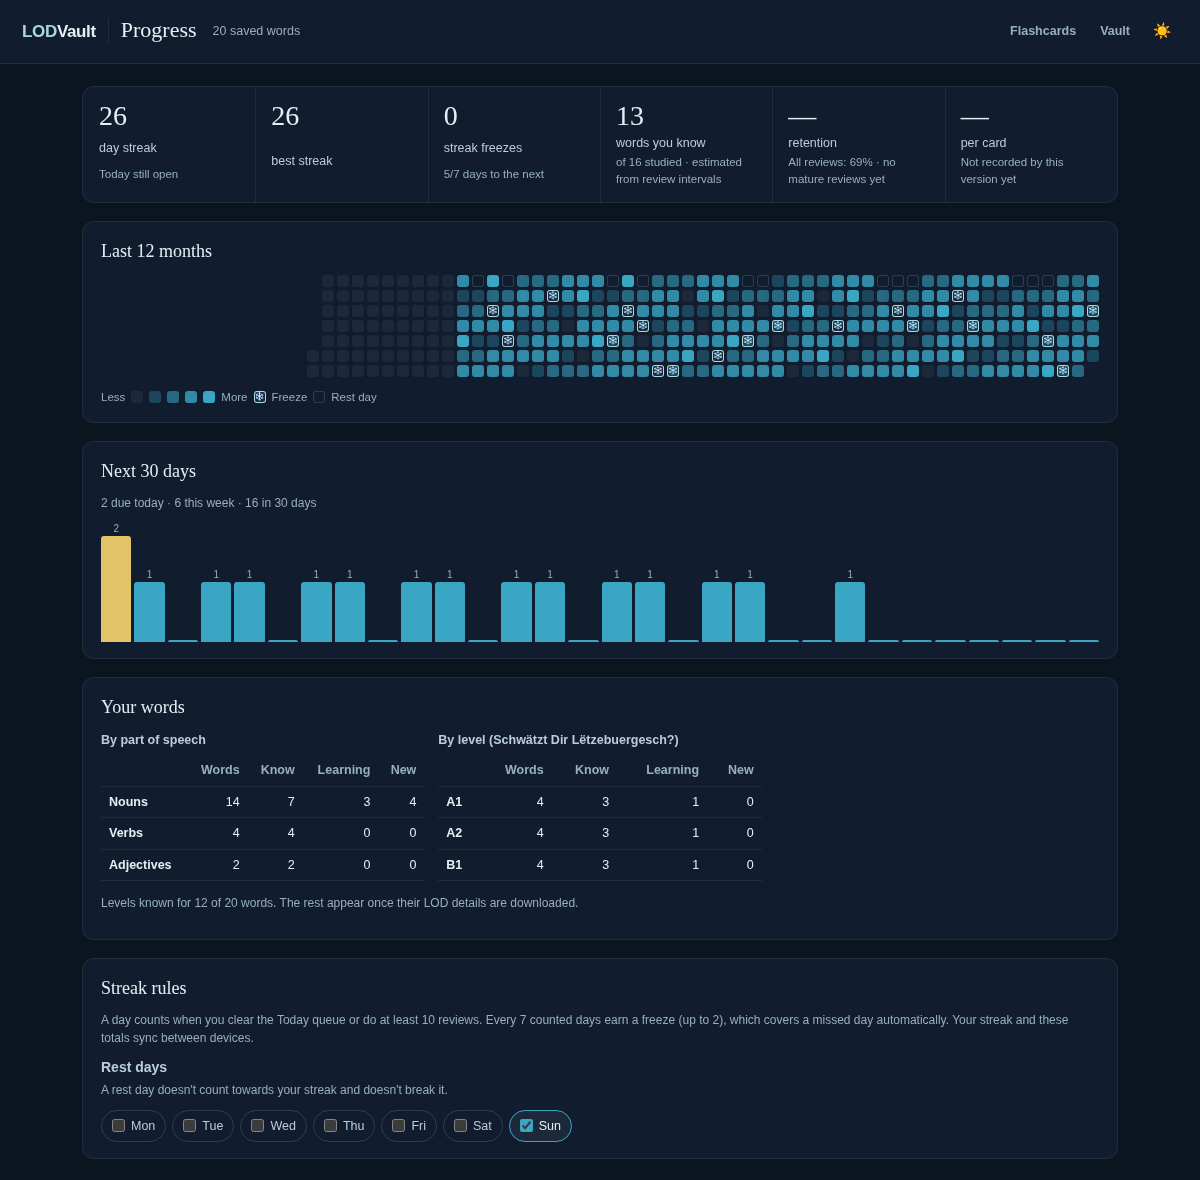 LODVault Progress 20 saved words Flashcards Vault
26 26 0 13 — —
day streak best streak streak freezes words you know retention per card
Today still open 5/7 days to the next of 16 studied · estimated from review intervals All reviews: 69% · no mature reviews yet Not recorded by this version yet
Last 12 months
Less More Freeze Rest day
Next 30 days
2 due today · 6 this week · 16 in 30 days
2 1 1 1 1 1 1 1 1 1 1 1 1 1 1
Your words
By part of speech
Words Know Learning New
Nouns 14 7 3 4
Verbs 4 4 0 0
Adjectives 2 2 0 0
By level (Schwätzt Dir Lëtzebuergesch?)
Words Know Learning New
A1 4 3 1 0
A2 4 3 1 0
B1 4 3 1 0
Levels known for 12 of 20 words. The rest appear once their LOD details are downloaded.
Streak rules
A day counts when you clear the Today queue or do at least 10 reviews. Every 7 counted days earn a freeze (up to 2), which covers a missed day automatically. Your streak and these
totals sync between devices.
Rest days
A rest day doesn't count towards your streak and doesn't break it.
Mon Tue Wed Thu Fri Sat Sun